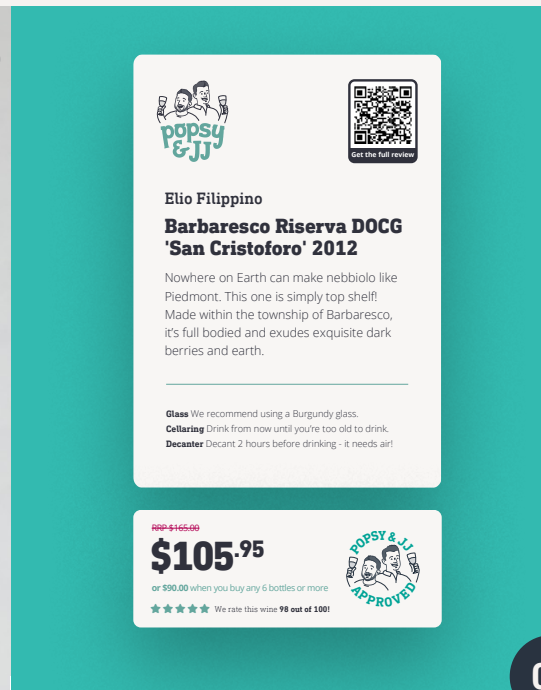 popsy
& JJ
Get the full review
Elio Filippino
Barbaresco Riserva DOCG
'San Cristoforo' 2012
Nowhere on Earth can make nebbiolo like
Piedmont. This one is simply top shelf!
Made within the township of Barbaresco,
it's full bodied and exudes exquisite dark
berries and earth.
Glass We recommend using a Burgundy glass.
Cellaring Drink from now until you're too old to drink.
Decanter Decant 2 hours before drinking - it needs air!
RRP $165.00
$105.95
or $90.00 when you buy any 6 bottles or more
We rate this wine 98 out of 100!
POPSY & JJ
APPROVED